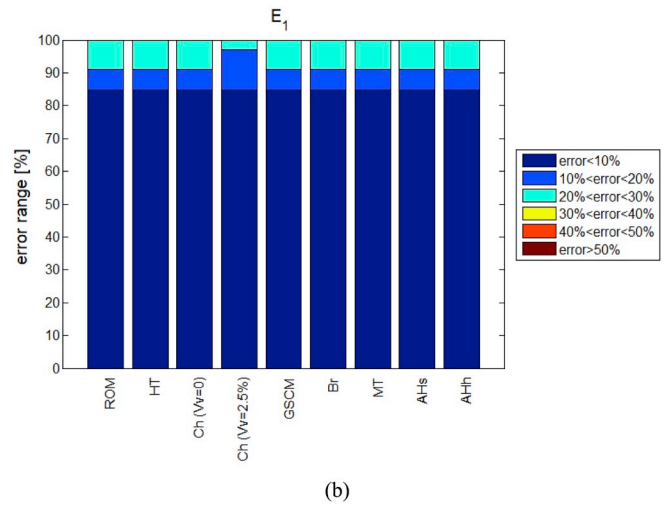 E1
error range [%]
100
90
80
70
60
50
40
30
20
10
0
ROM
HT
Ch (Vv=0)
Ch (Vv=2.5%)
GSCM
Br
MT
AHs
AHh
error<10%
10%<error<20%
20%<error<30%
30%<error<40%
40%<error<50%
error>50%
(b)